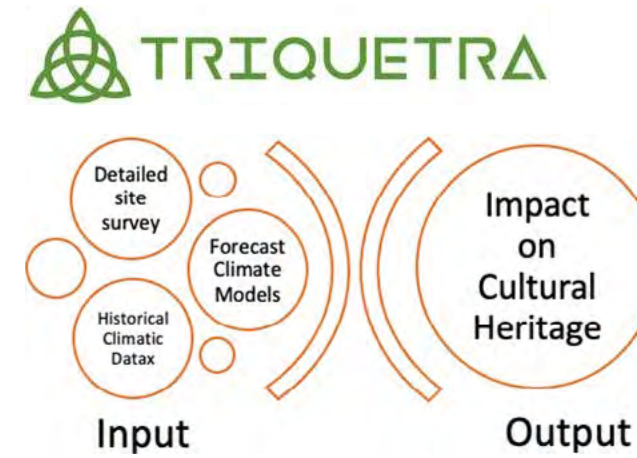 TRIQUETRA
Detailed
site
survey
Forecast
Climate
Models
Historical
Climatic
Datax
Impact
on
Cultural
Heritage
Input
Output